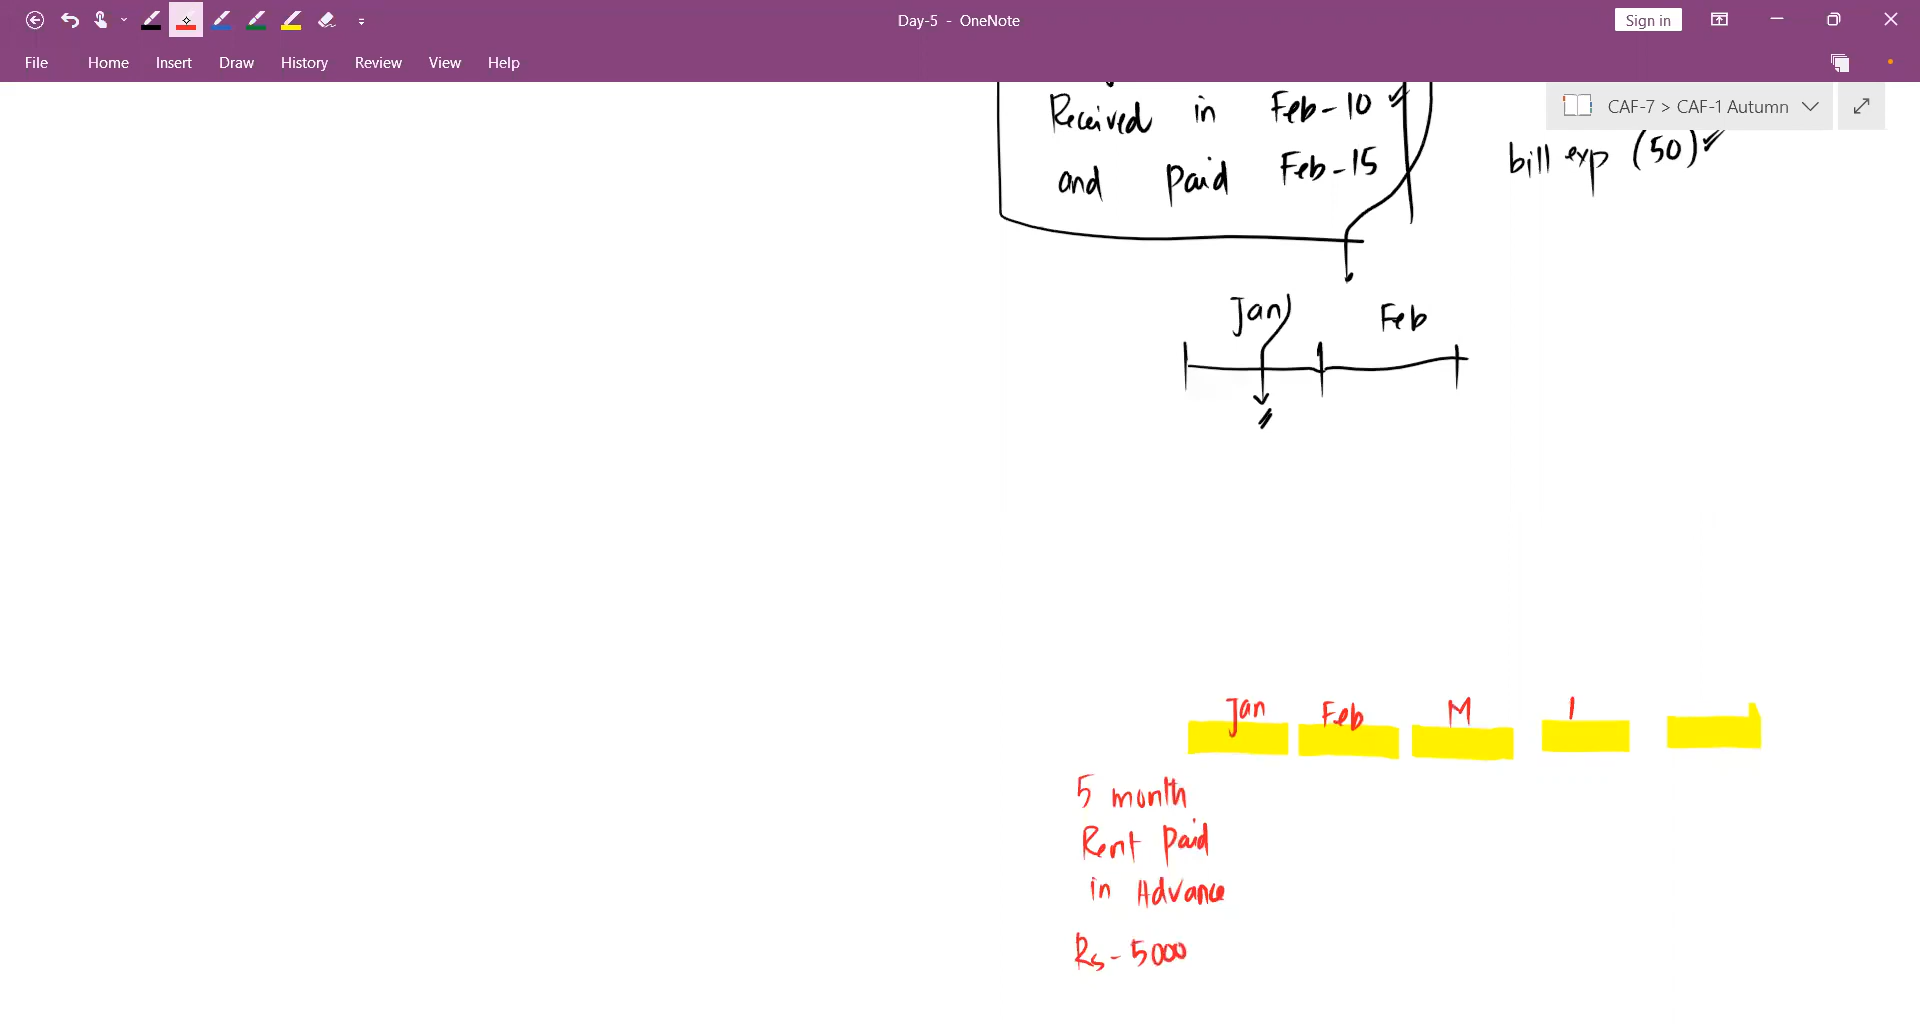 Day-5 - OneNote
Sign in
File Home Insert Draw History Review View Help
CAF-7 > CAF-1 Autumn
Received in Feb-10
and Paid Feb-15
bill exp (50)
Jan Feb
Jan Feb M
5 month
Rent Paid
in Advance
Rs - 5000